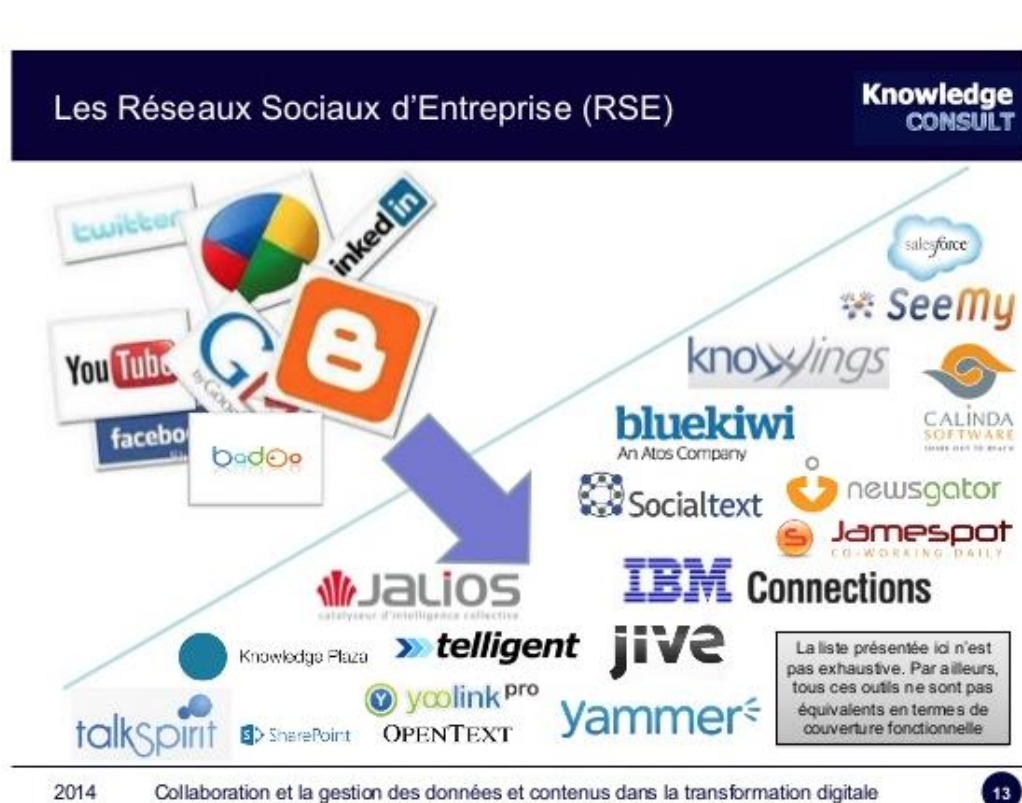 Les Réseaux Sociaux d'Entreprise (RSE)
Knowledge
CONSULT
twitter
inked in
You Tube
by Goo
facebo
badoo
salesforce
SeeMy
knowings
bluekiwi
An Atos Company
CALINDA
SOFTWARE
Socialtext
newsgator
Jamespot
CO-WORKING DAILY
IBM Connections
JALIOS
catalyseur d'intelligence collective
Knowledge Plaza
telligent
jive
La liste présentée ici n'est
pas exhaustive. Par ailleurs,
tous ces outils ne sont pas
équivalents en termes de
couverture fonctionnelle
talkSpirit
SharePoint
yoolink pro
OPENTEXT
yammer
2014 Collaboration et la gestion des données et contenus dans la transformation digitale 13